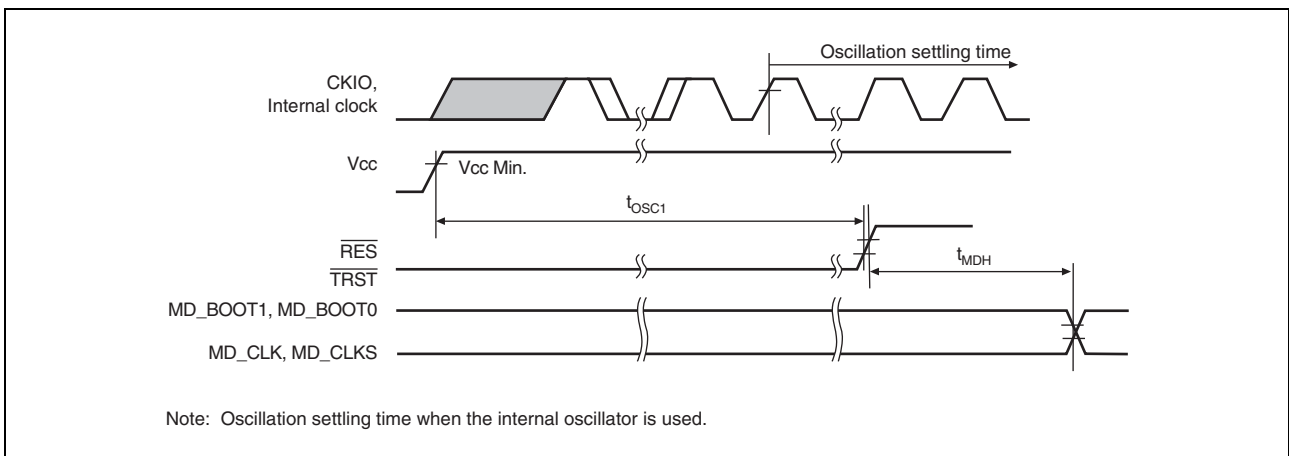 Oscillation settling time
CKIO,
Internal clock
Vcc
Vcc Min.
tOSC1
RES
TRST
tMDH
MD_BOOT1, MD_BOOT0
MD_CLK, MD_CLKS
Note: Oscillation settling time when the internal oscillator is used.